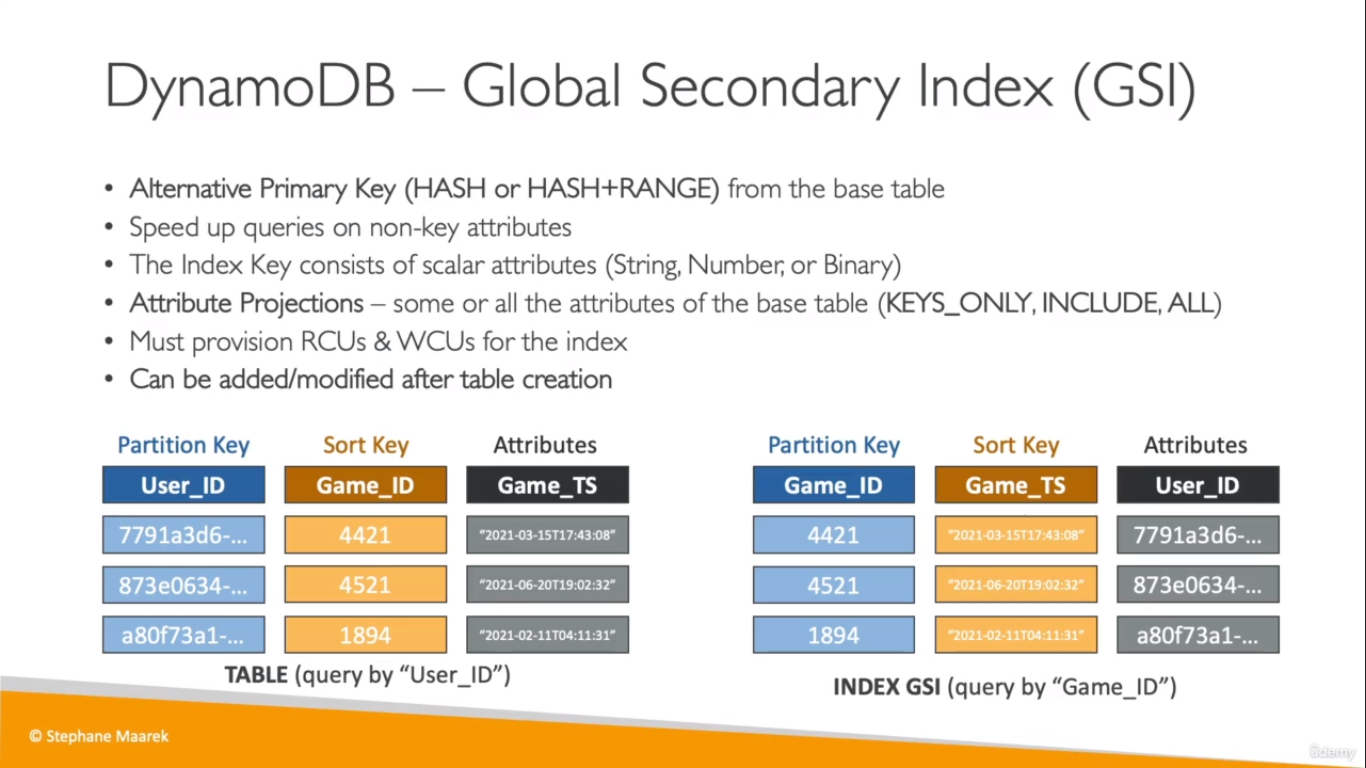 DynamoDB – Global Secondary Index (GSI)
• Alternative Primary Key (HASH or HASH+RANGE) from the base table
• Speed up queries on non-key attributes
• The Index Key consists of scalar attributes (String, Number, or Binary)
• Attribute Projections – some or all the attributes of the base table (KEYS_ONLY, INCLUDE, ALL)
• Must provision RCUs & WCUs for the index
• Can be added/modified after table creation
Partition Key Sort Key Attributes
User_ID Game_ID Game_TS
7791a3d6-... 4421 "2021-03-15T17:43:08"
873e0634-... 4521 "2021-06-20T19:02:32"
a80f73a1-... 1894 "2021-02-11T04:11:31"
TABLE (query by "User_ID")
Partition Key Sort Key Attributes
Game_ID Game_TS User_ID
4421 "2021-03-15T17:43:08" 7791a3d6-...
4521 "2021-06-20T19:02:32" 873e0634-...
1894 "2021-02-11T04:11:31" a80f73a1-...
INDEX GSI (query by "Game_ID")
© Stephane Maarek
ûdemy